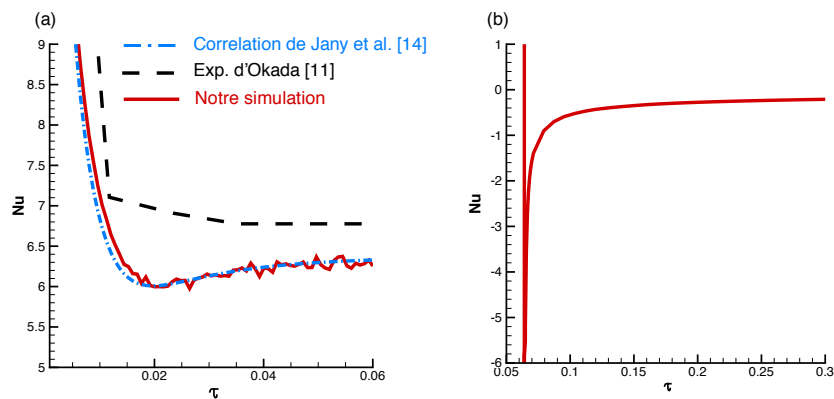 (a)
9
8.5
8
7.5
7
6.5
6
5.5
5
Nu
Correlation de Jany et al. [14]
Exp. d'Okada [11]
Notre simulation
0.02
0.04
0.06
τ
(b)
1
0
-1
-2
-3
-4
-5
-6
Nu
0.05
0.1
0.15
0.2
0.25
0.3
τ